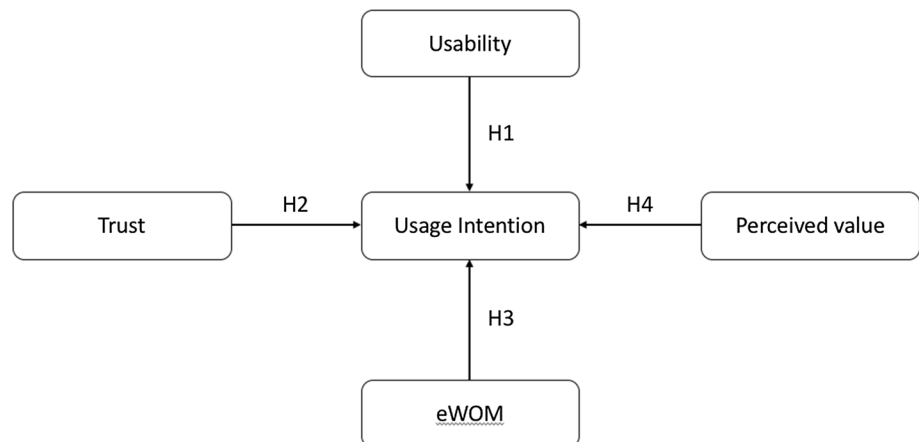 Usability
H1
Trust
H2
Usage Intention
H4
Perceived value
H3
eWOM